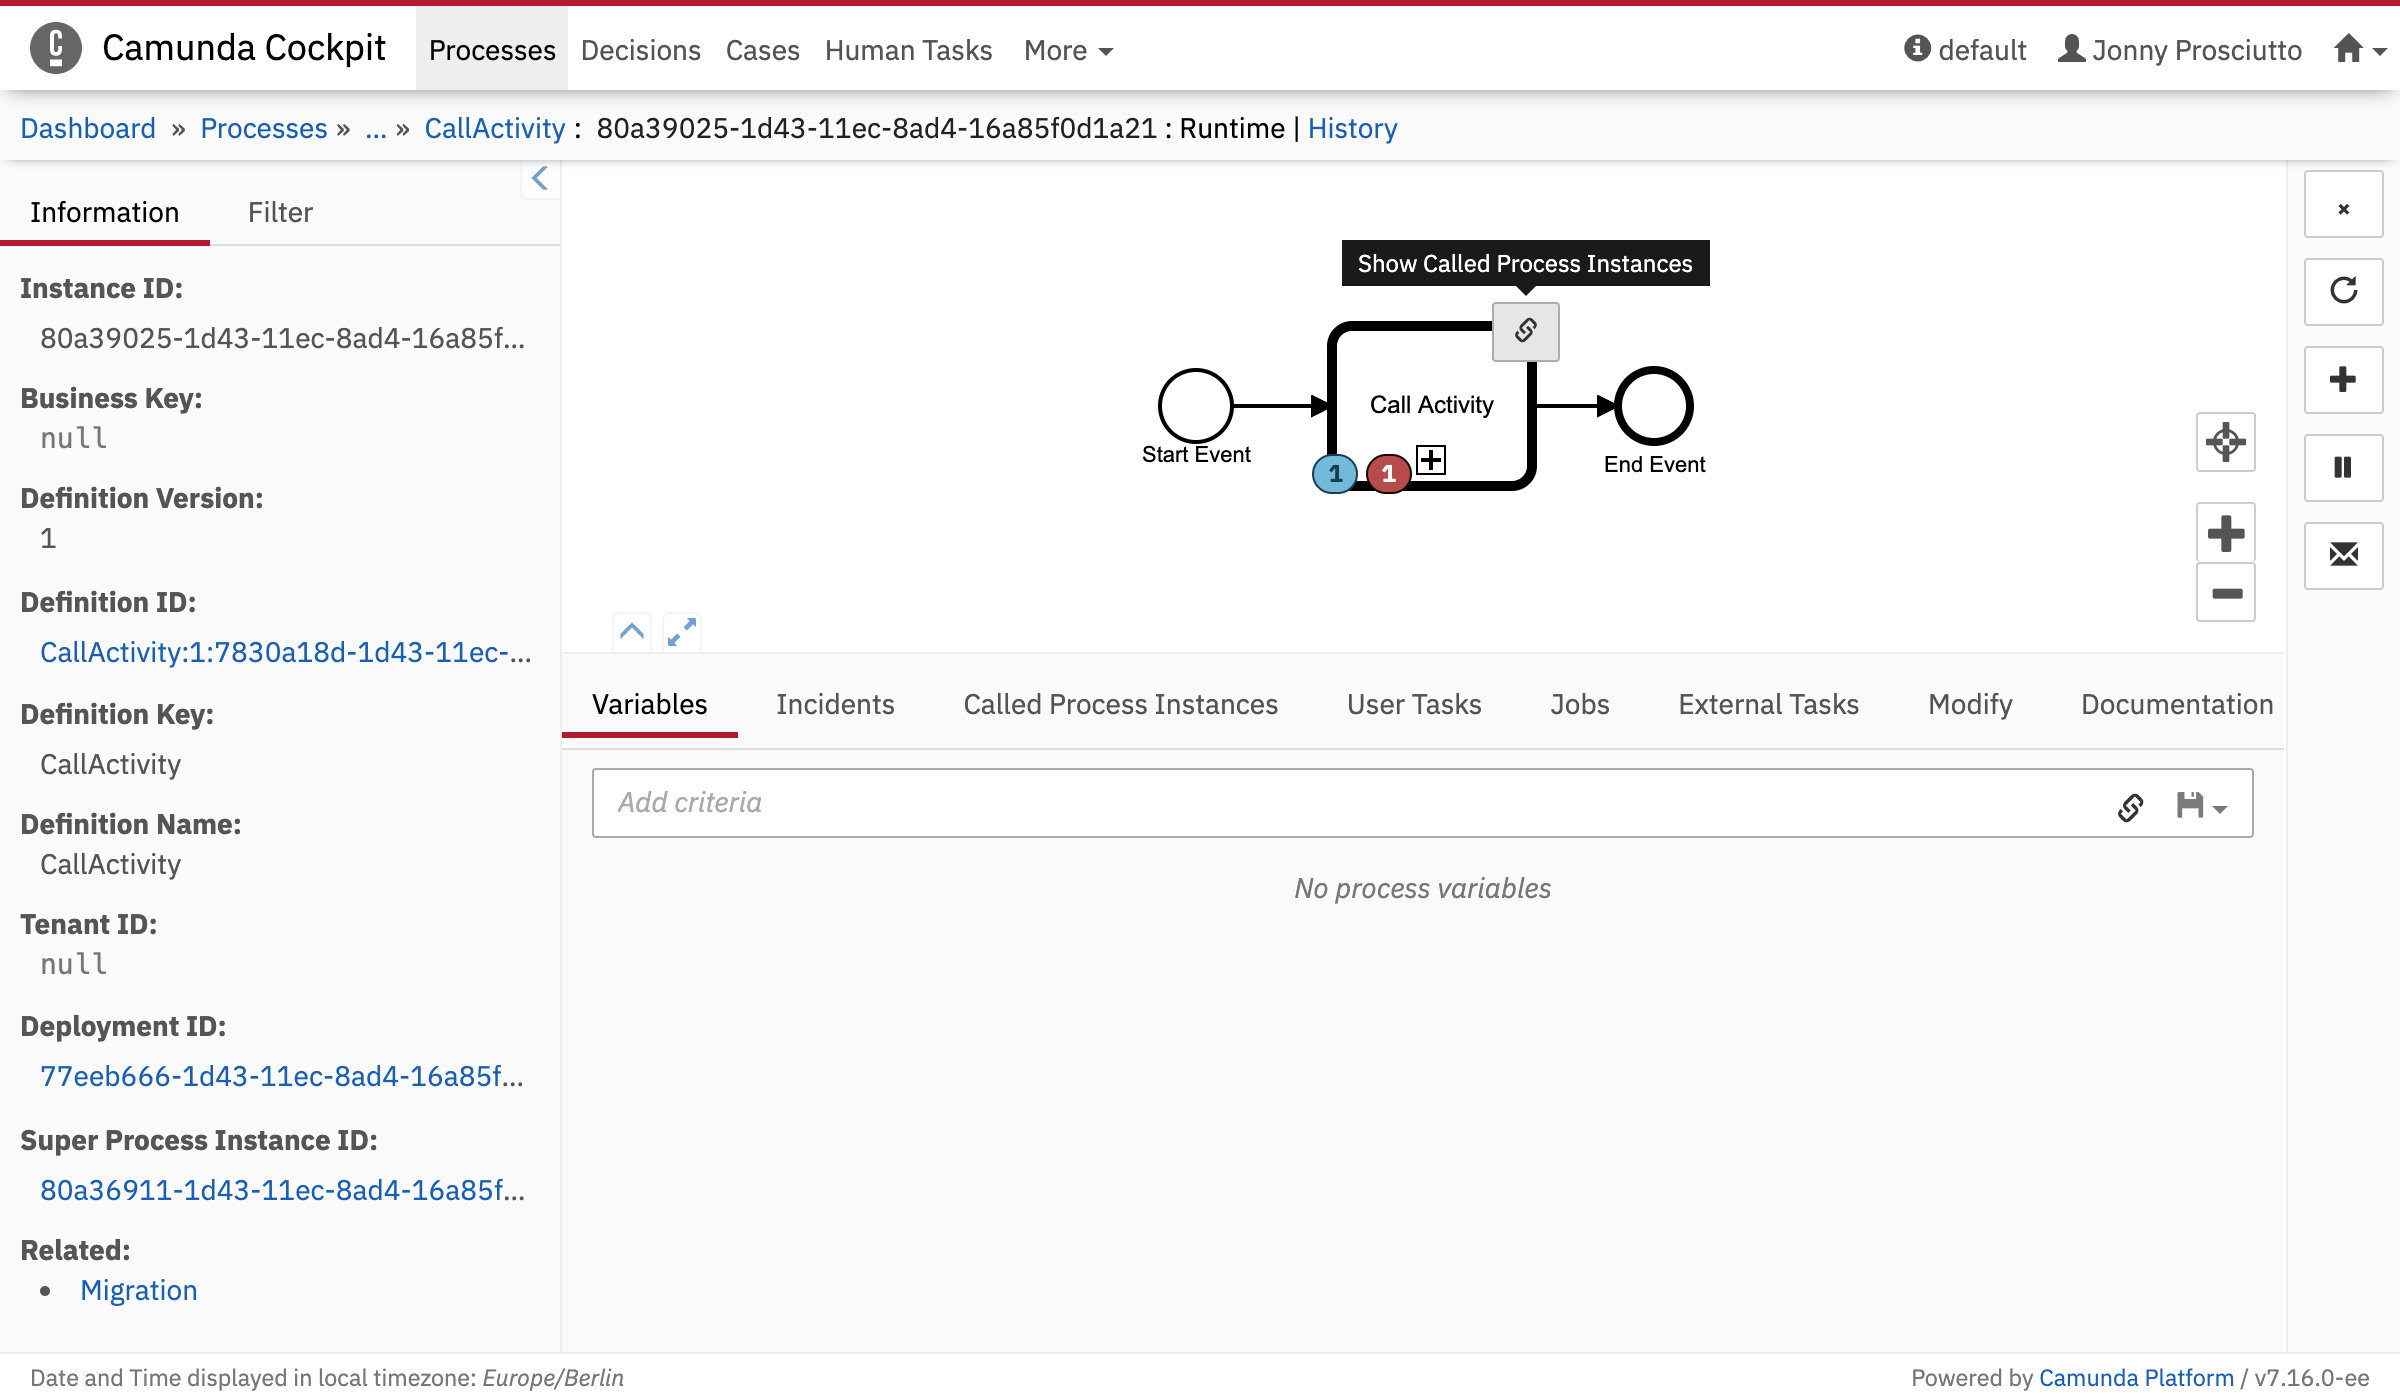 Camunda Cockpit Processes Decisions Cases Human Tasks More default Jonny Prosciutto
Dashboard » Processes » ... » CallActivity : 80a39025-1d43-11ec-8ad4-16a85f0d1a21 : Runtime | History
Information Filter
Instance ID:
80a39025-1d43-11ec-8ad4-16a85f...
Business Key:
null
Definition Version:
1
Definition ID:
CallActivity:1:7830a18d-1d43-11ec-...
Definition Key:
CallActivity
Definition Name:
CallActivity
Tenant ID:
null
Deployment ID:
77eeb666-1d43-11ec-8ad4-16a85f...
Super Process Instance ID:
80a36911-1d43-11ec-8ad4-16a85f...
Related:
• Migration
Show Called Process Instances
Call Activity
Start Event
1 1
End Event
Variables Incidents Called Process Instances User Tasks Jobs External Tasks Modify Documentation
Add criteria
No process variables
Date and Time displayed in local timezone: Europe/Berlin
Powered by Camunda Platform / v7.16.0-ee